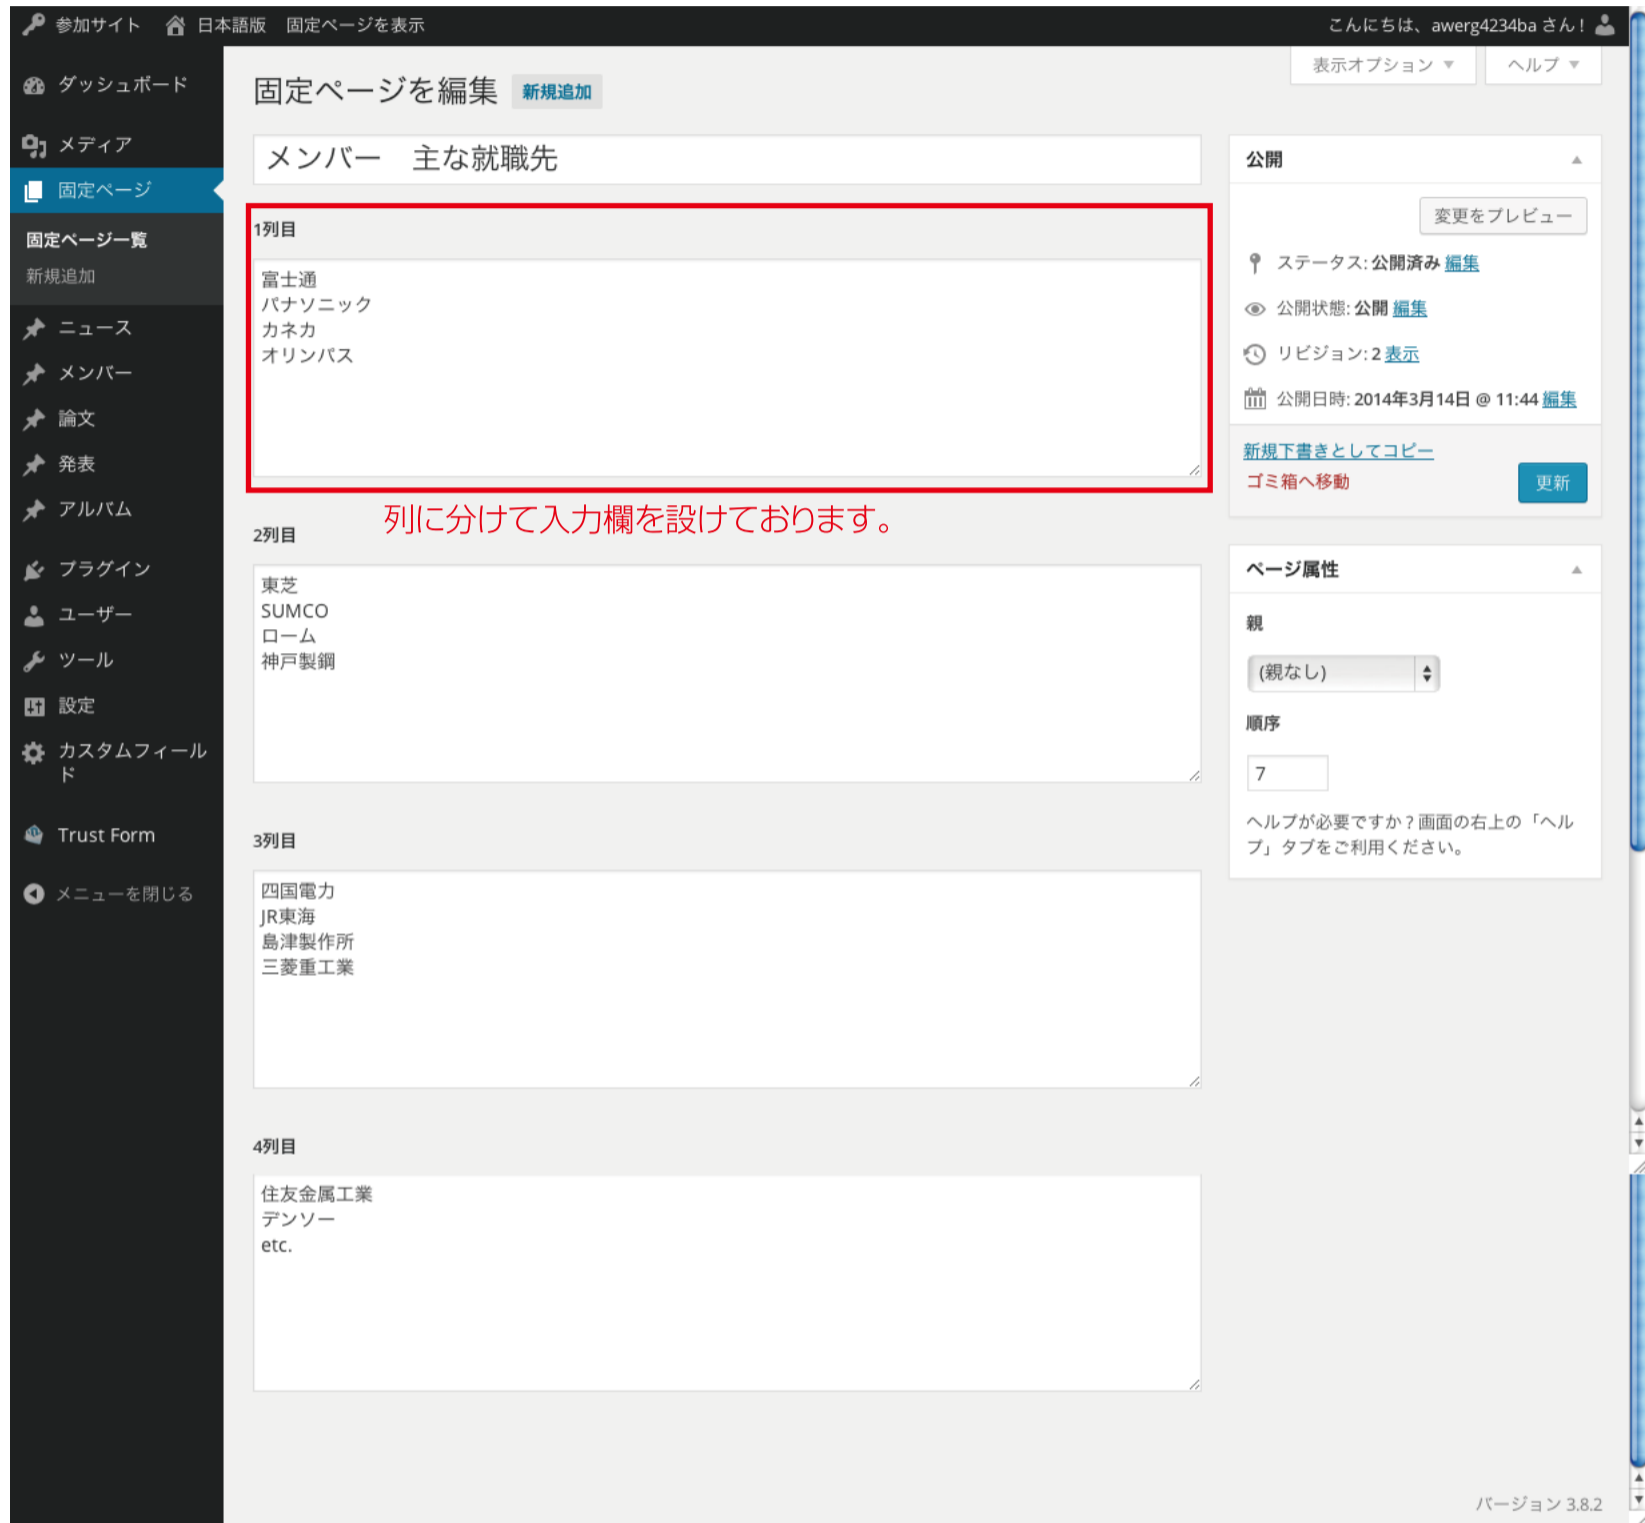 参加サイト 日本語版 固定ページを表示 こんにちは、awerg4234ba さん!
表示オプション ヘルプ
ダッシュボード
メディア
固定ページ
固定ページ一覧
新規追加
ニュース
メンバー
論文
発表
アルバム
プラグイン
ユーザー
ツール
設定
カスタムフィール
ド
Trust Form
メニューを閉じる
固定ページを編集 新規追加
メンバー 主な就職先
1列目
富士通
パナソニック
カネカ
オリンパス
列に分けて入力欄を設けております。
2列目
東芝
SUMCO
ローム
神戸製鋼
3列目
四国電力
JR東海
島津製作所
三菱重工業
4列目
住友金属工業
デンソー
etc.
公開
変更をプレビュー
ステータス: 公開済み 編集
公開状態: 公開 編集
リビジョン: 2 表示
公開日時: 2014年3月14日 @ 11:44 編集
新規下書きとしてコピー
ゴミ箱へ移動
更新
ページ属性
親
(親なし)
順序
7
ヘルプが必要ですか ? 画面の右上の「ヘル
プ」タブをご利用ください。
バージョン 3.8.2